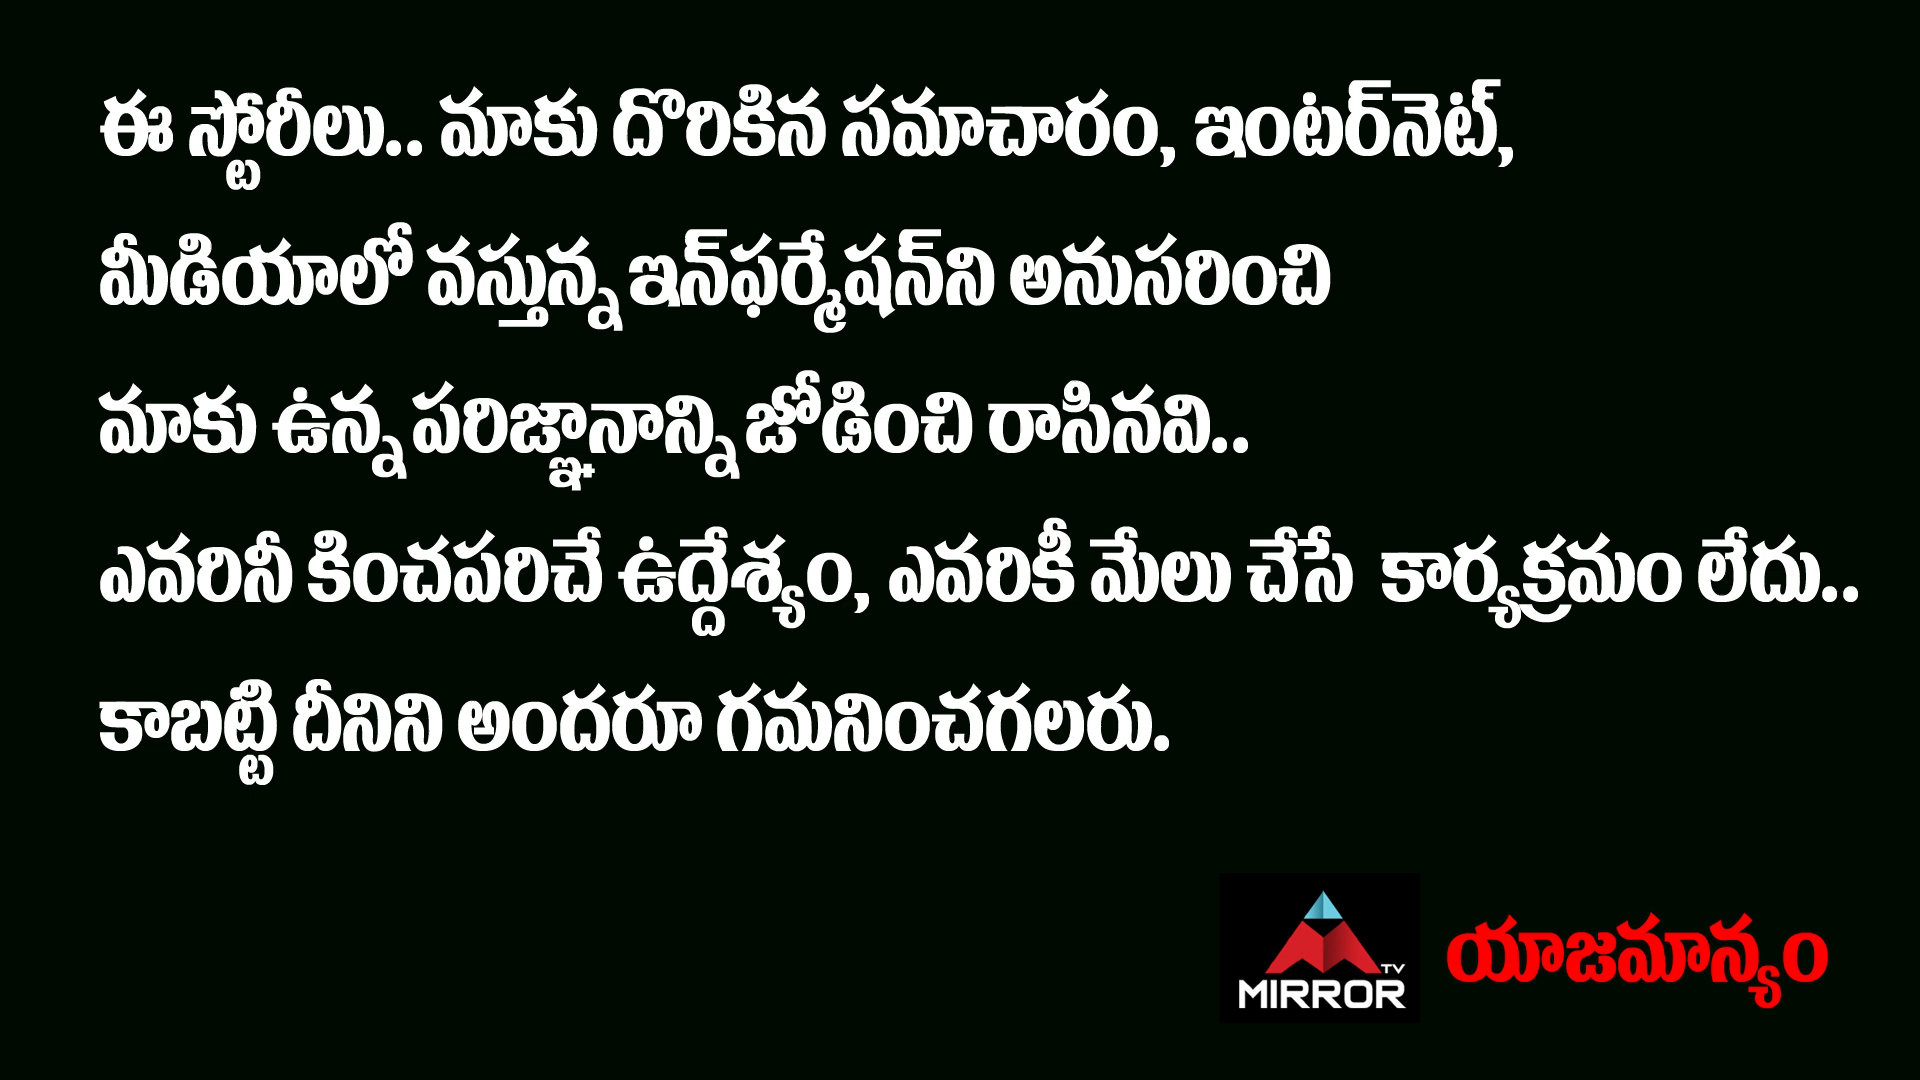 ఈ స్టోరీలు.. మాకు దొరికిన సమాచారం, ఇంటర్‌నెట్,
మీడియాలో వస్తున్న ఇన్‌ఫర్మేషన్‌ని అనుసరించి
మాకు ఉన్న పరిజ్ఞానాన్ని జోడించి రాసినవి..
ఎవరినీ కించపరిచే ఉద్దేశ్యం, ఎవరికీ మేలు చేసే కార్యక్రమం లేదు..
కాబట్టి దీనిని అందరూ గమనించగలరు.
TV
MIRROR
యాజమాన్యం